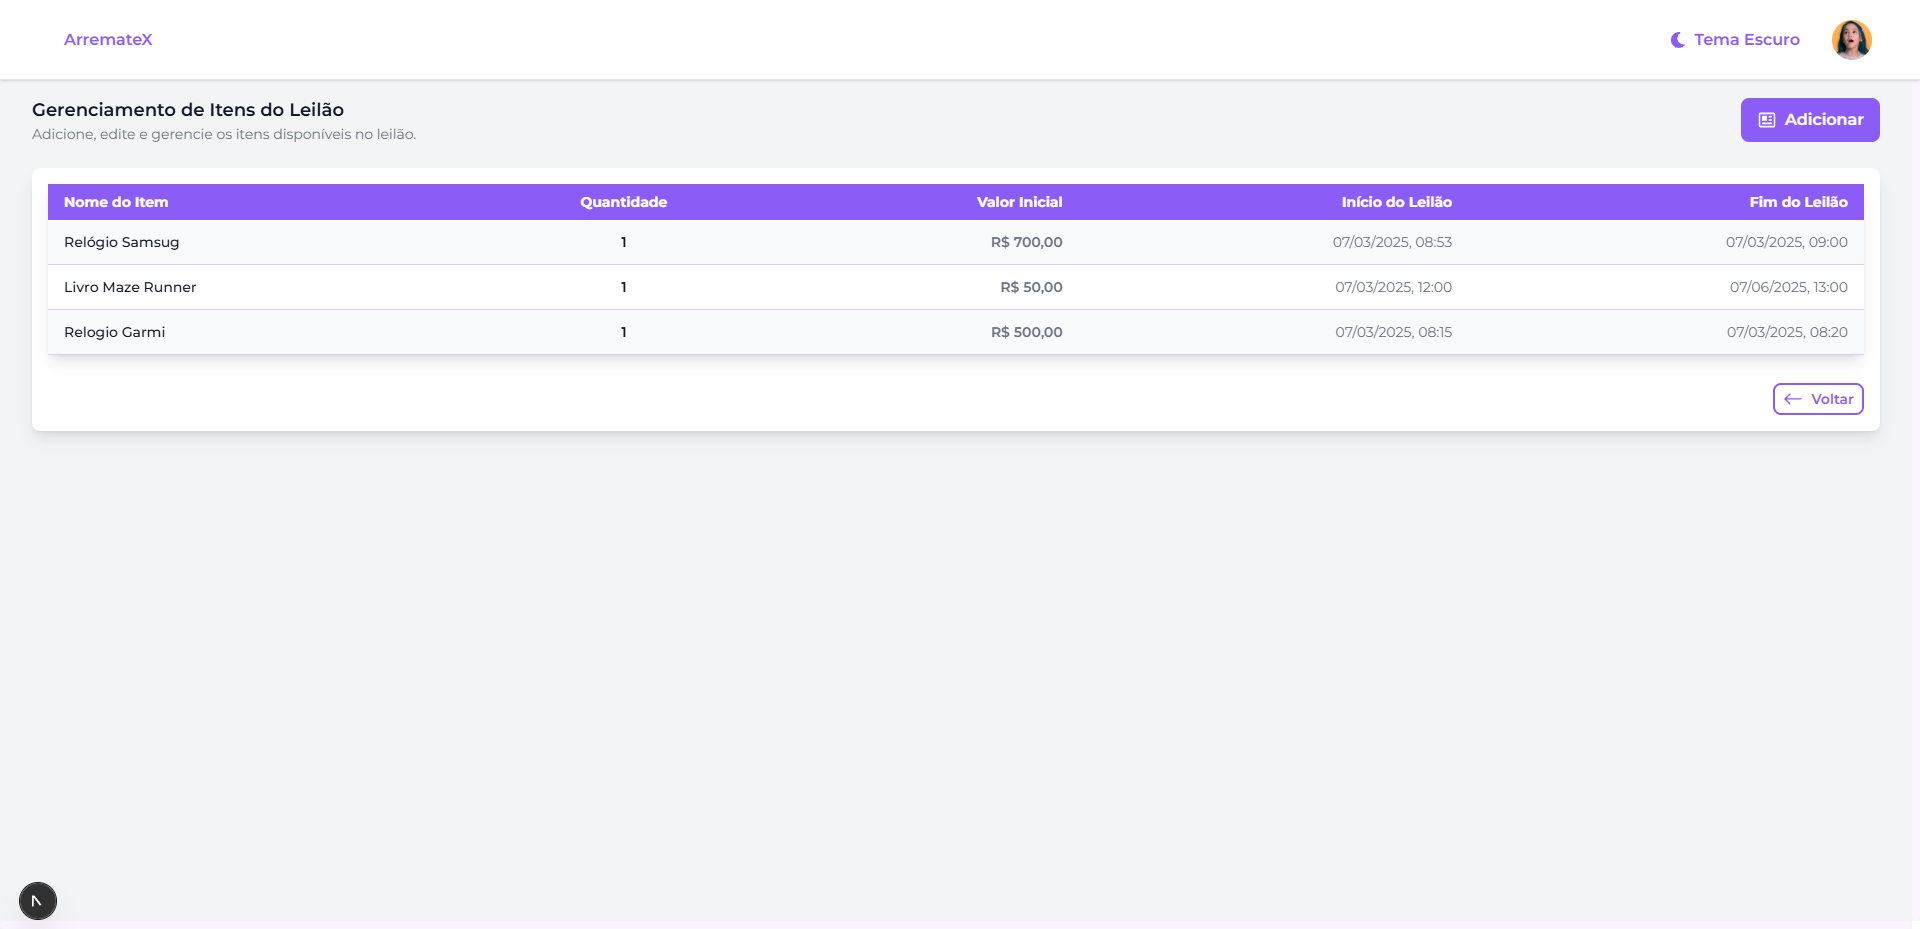 ArremateX
Tema Escuro
Gerenciamento de Itens do Leilão
Adicione, edite e gerencie os itens disponíveis no leilão.
Adicionar
Nome do Item Quantidade Valor Inicial Início do Leilão Fim do Leilão
Relógio Samsug 1 R$ 700,00 07/03/2025, 08:53 07/03/2025, 09:00
Livro Maze Runner 1 R$ 50,00 07/03/2025, 12:00 07/06/2025, 13:00
Relogio Garmi 1 R$ 500,00 07/03/2025, 08:15 07/03/2025, 08:20
Voltar